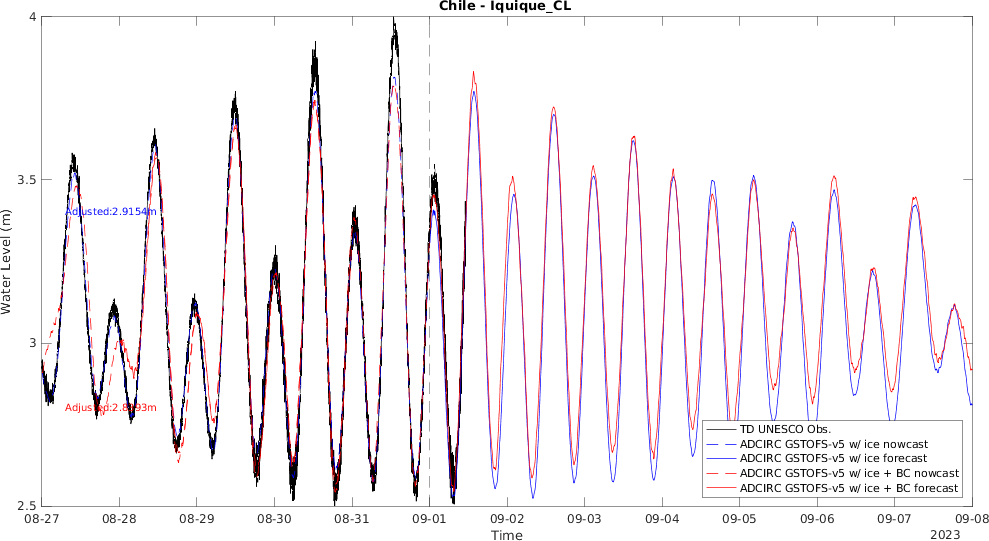 Chile - Iquique_CL
4
3.5
3
2.5
Water Level (m)
Adjusted:2.9154m
TD UNESCO Obs.
ADCIRC GSTOFS-v5 w/ ice nowcast
ADCIRC GSTOFS-v5 w/ ice forecast
ADCIRC GSTOFS-v5 w/ ice + BC nowcast
ADCIRC GSTOFS-v5 w/ ice + BC forecast
08-27 08-28 08-29 08-30 08-31 09-01 09-02 09-03 09-04 09-05 09-06 09-07 09-08
Time
2023